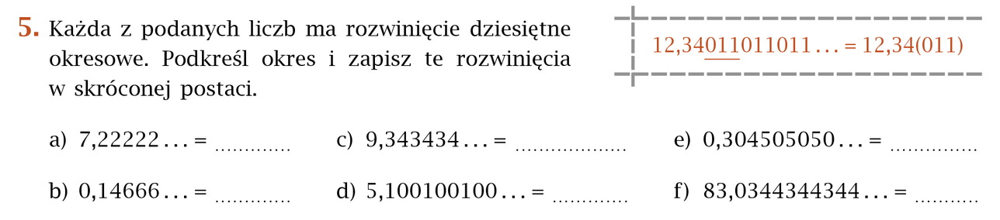 5. Każda z podanych liczb ma rozwinięcie dziesiętne
okresowe. Podkreśl okres i zapisz te rozwinięcia
w skróconej postaci.
12,34011011011... = 12,34(011)
a) 7,22222... = .............
c) 9,343434... = ...................
e) 0,304505050... = ...............
b) 0,14666... = .............
d) 5,100100100... = .............
f) 83,0344344344... = ...........